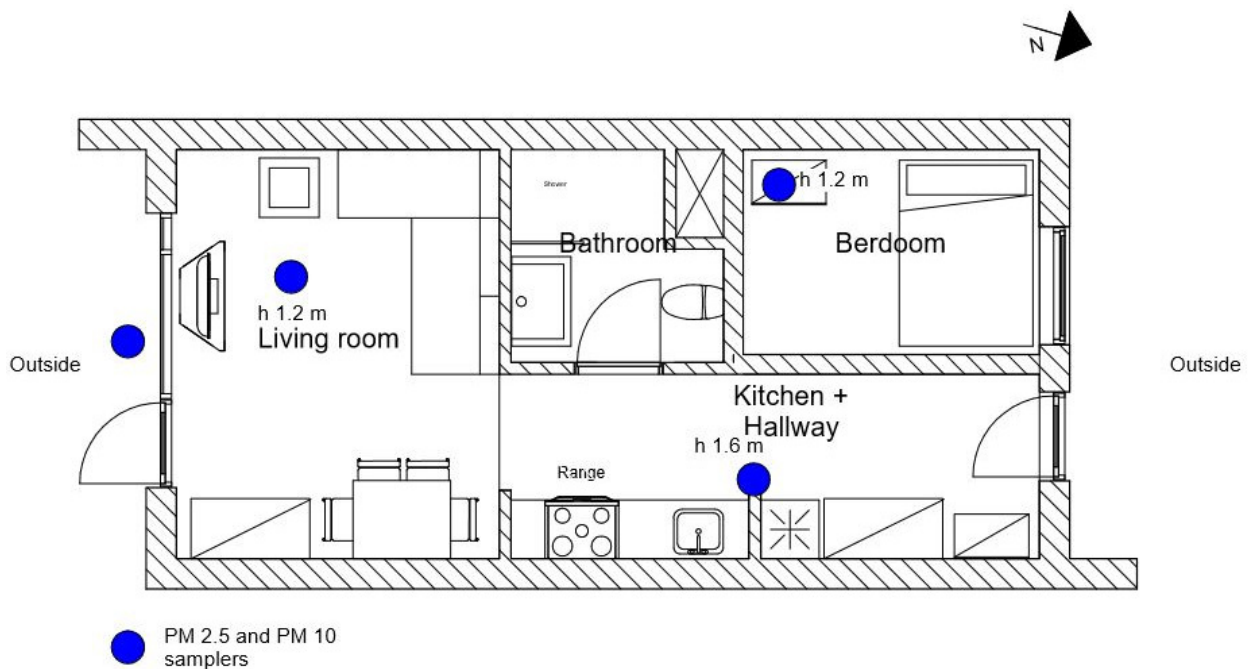 N
Shower
h 1.2 m
Bathroom
Berdoom
h 1.2 m
Living room
Outside
Outside
Kitchen +
Hallway
h 1.6 m
Range
PM 2.5 and PM 10
samplers